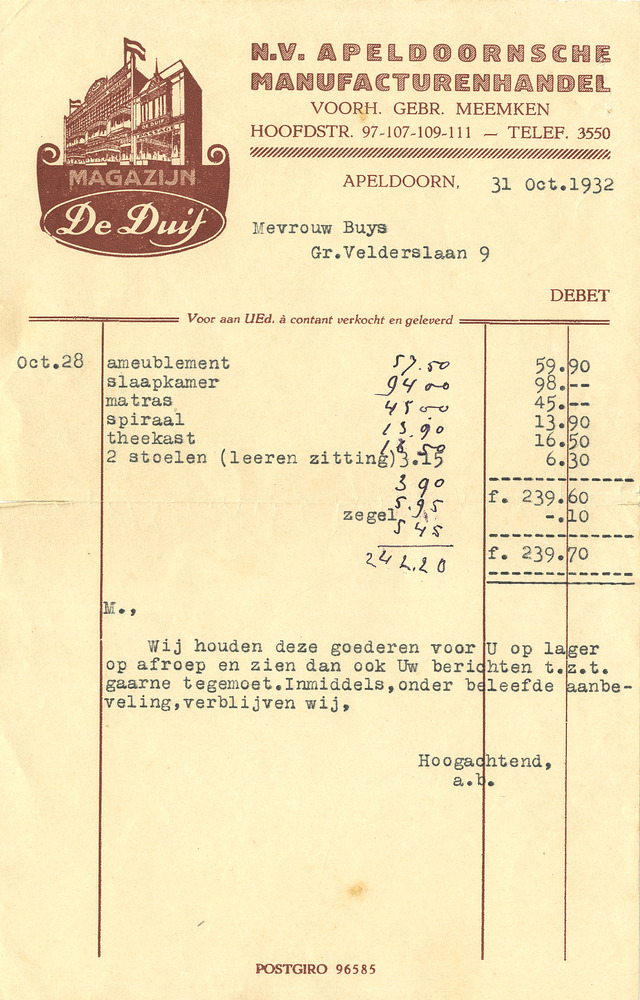 N.V. APELDOORNSCHE
MANUFACTURENHANDEL
VOORH. GEBR. MEEMKEN
HOOFDSTR. 97-107-109-111 — TELEF. 3550
MAGAZIJN
De Duif
APELDOORN, 31 Oct.1932
Mevrouw Buys
Gr.Velderslaan 9
DEBET
Voor aan UEd. à contant verkocht en geleverd
Oct.28 ameublement 57.50 59.90
slaapkamer 94 00 98.--
matras 45 00 45.--
spiraal 13.90 13.90
theekast 50 16.50
2 stoelen (leeren zitting)3.15 6.30
3 90
f. 239.60
5.95
zegel -.10
5 45
f. 239.70
242.20
M.,
Wij houden deze goederen voor U op lager
op afroep en zien dan ook Uw berichten t.z.t.
gaarne tegemoet.Inmiddels,onder beleefde aanbe-
veling,verblijven wij,
Hoogachtend,
a.b.
POSTGIRO 96585